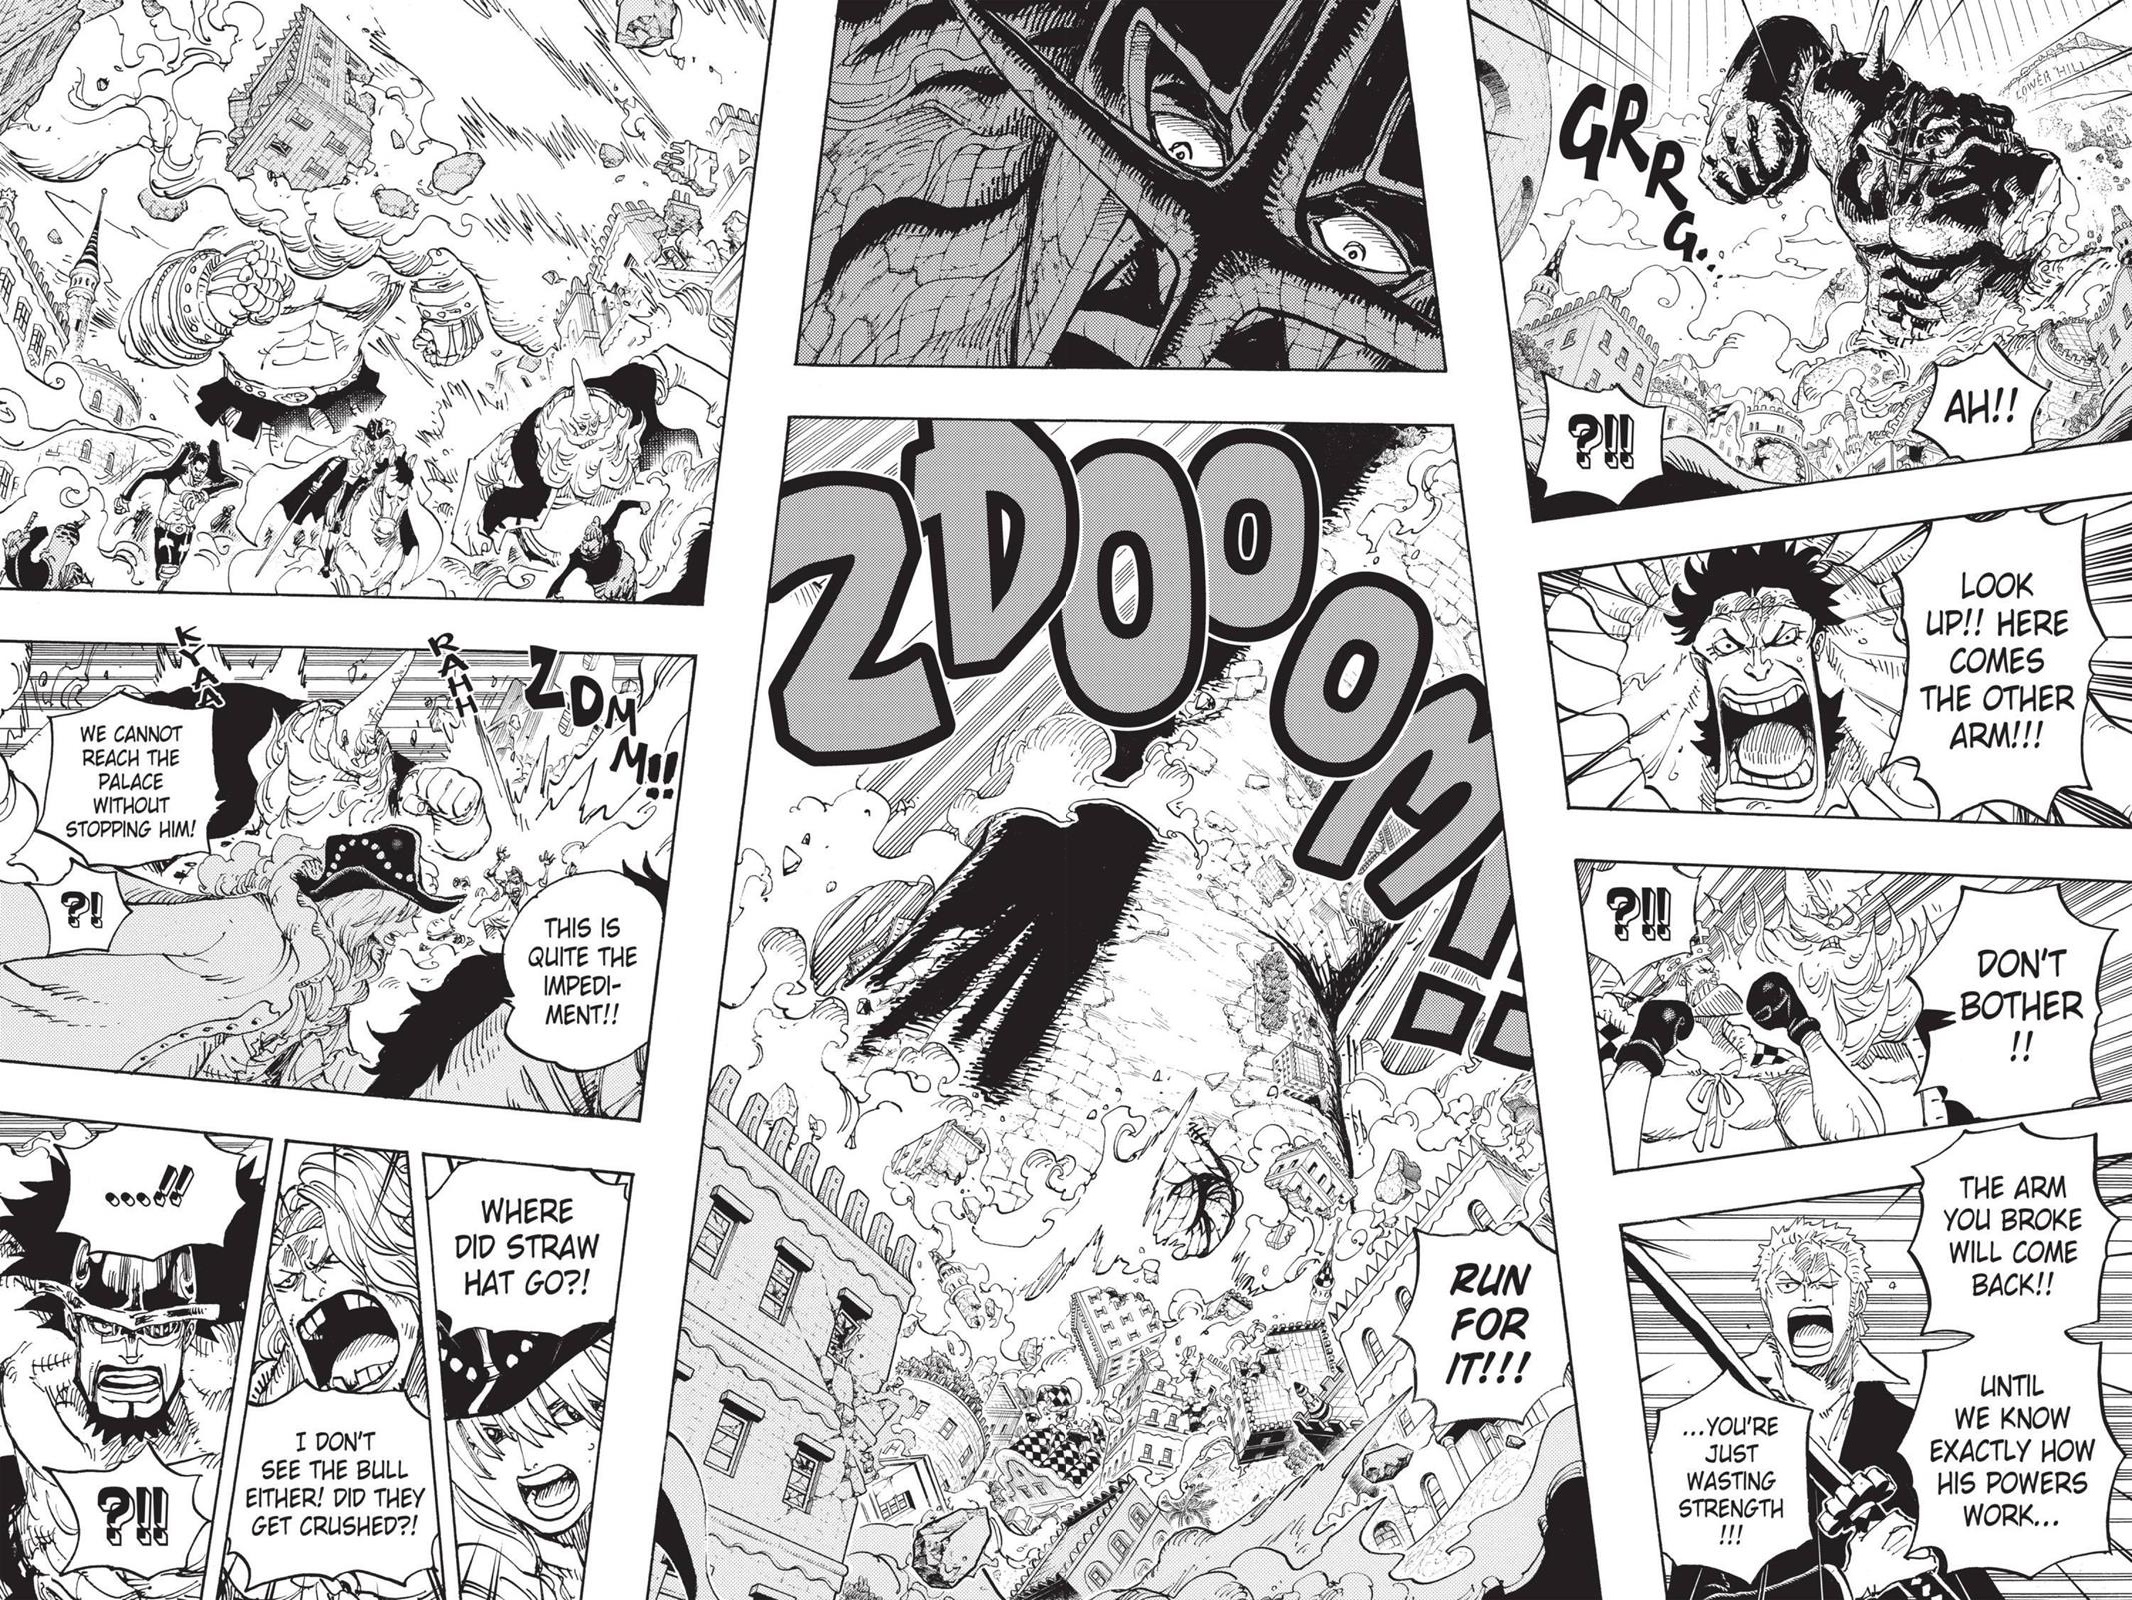 GRRG..
LOWER HILL
AH!!
?!!
LOOK
UP!! HERE
COMES
THE OTHER
ARM!!!
?!!
DON'T
BOTHER
!!
THE ARM
YOU BROKE
WILL COME
BACK!!
UNTIL
WE KNOW
EXACTLY HOW
HIS POWERS
WORK...
...YOU'RE
JUST
WASTING
STRENGTH
!!!
ZDOOOOM!!
RUN
FOR
IT!!!
ZDMM!!
RAHH
KYAA
WE CANNOT
REACH THE
PALACE
WITHOUT
STOPPING HIM!
?!
THIS IS
QUITE THE
IMPEDI-
MENT!!
WHERE
DID STRAW
HAT GO?!
I DON'T
SEE THE BULL
EITHER! DID THEY
GET CRUSHED?!
...!!
?!!